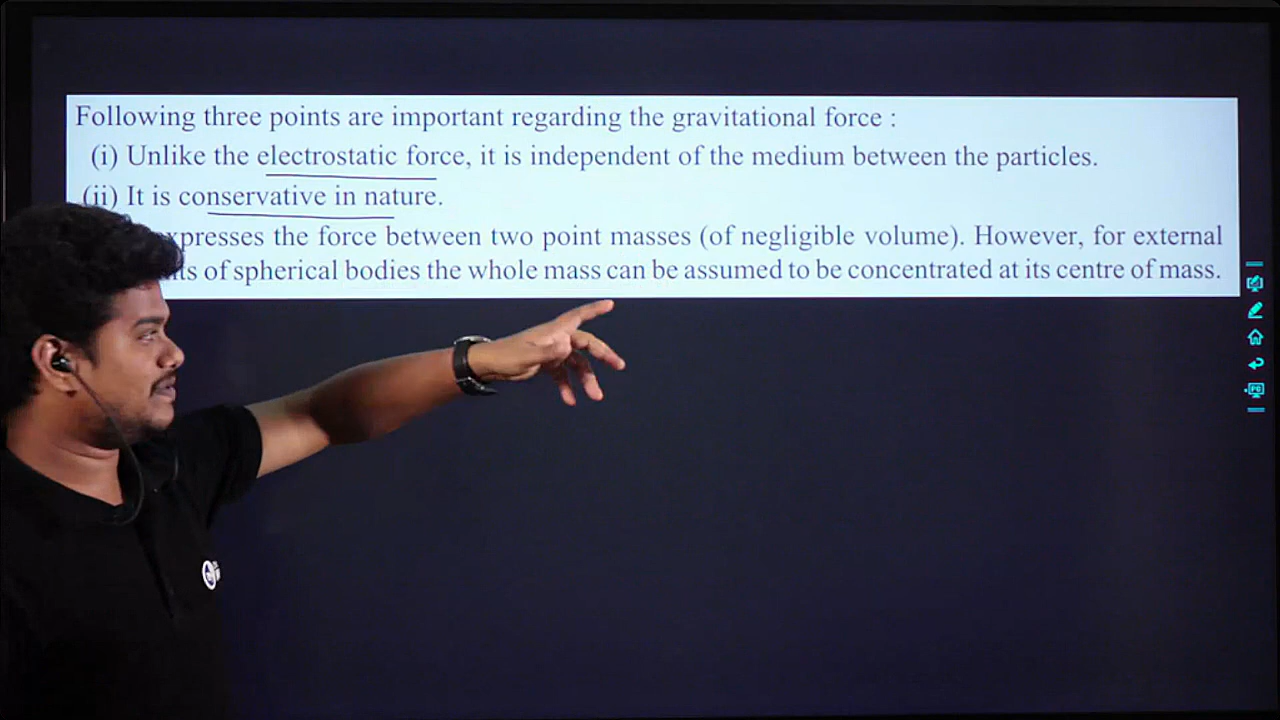 Following three points are important regarding the gravitational force :
(i) Unlike the electrostatic force, it is independent of the medium between the particles.
(ii) It is conservative in nature.
the force between two point masses (of negligible volume). However, for external
of spherical bodies the whole mass can be assumed to be concentrated at its centre of mass.
PC